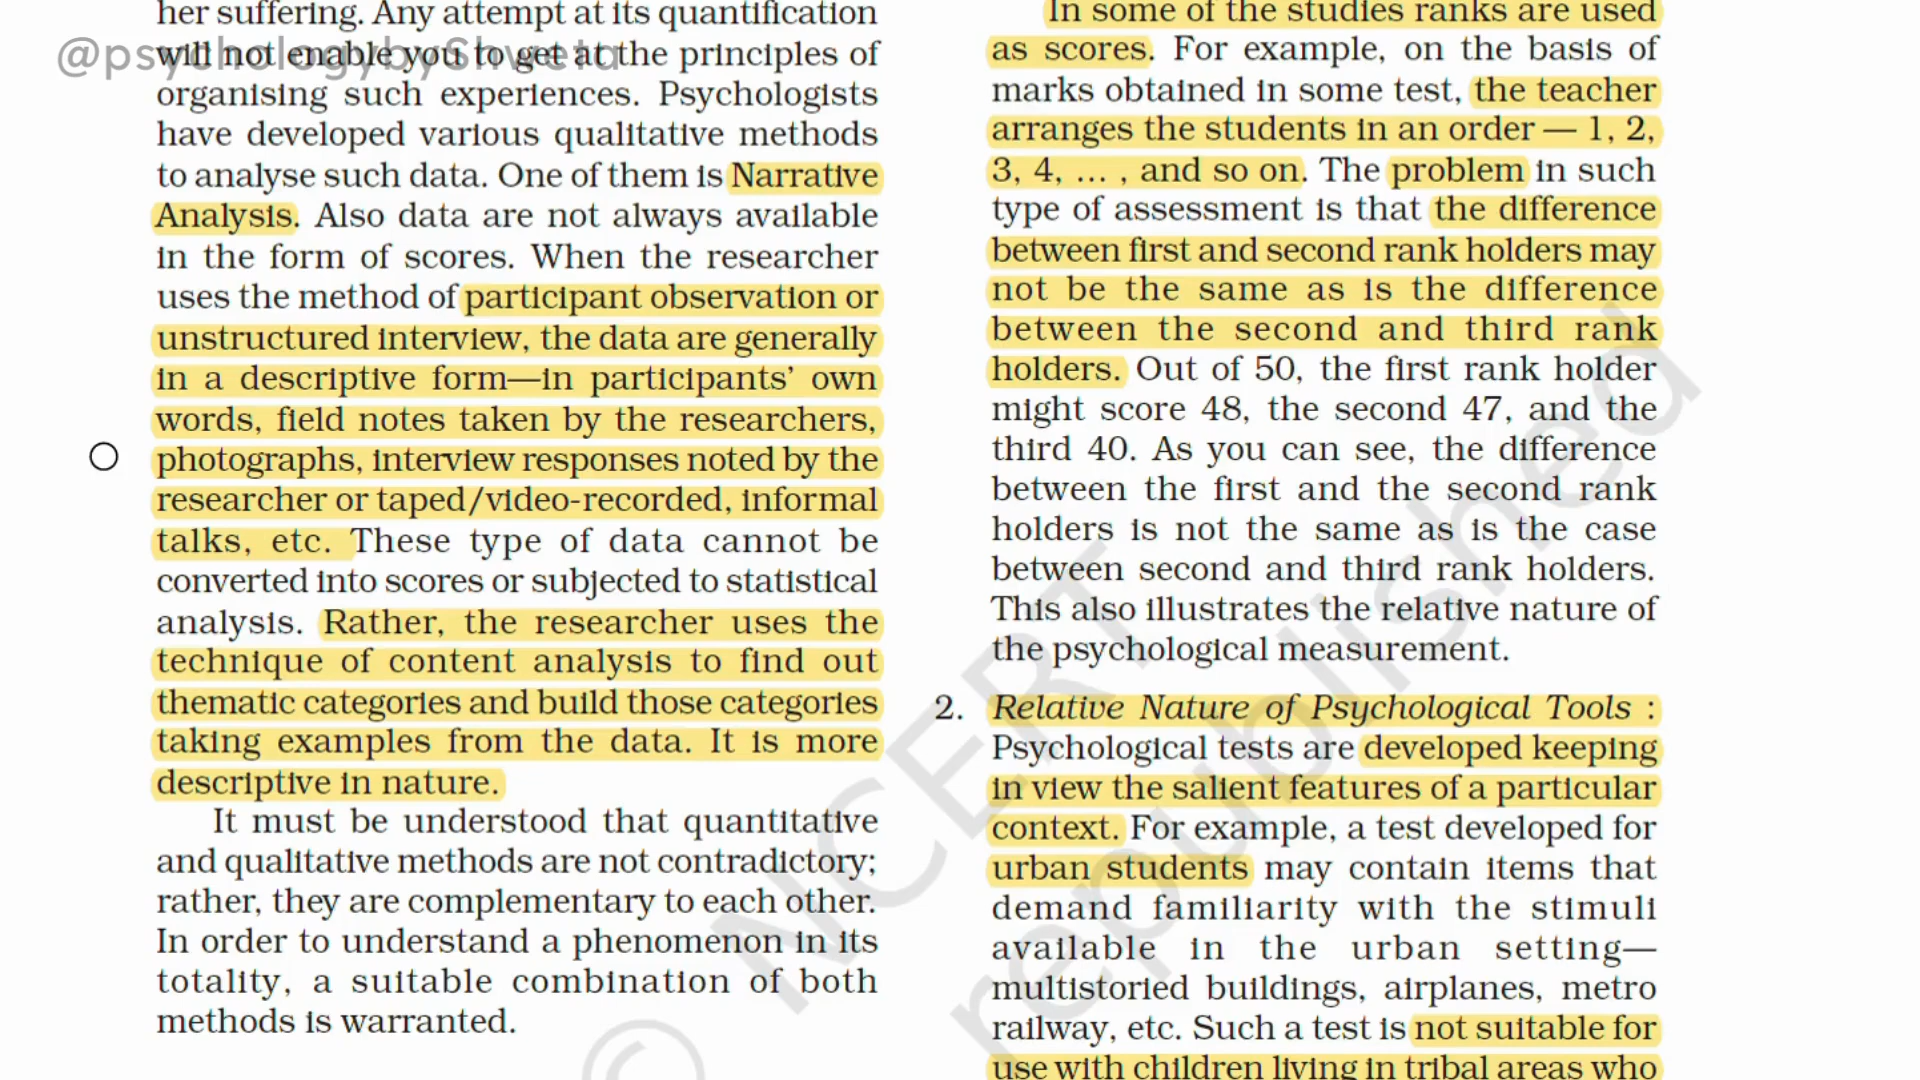 her suffering. Any attempt at its quantification
@psychologybyShweta
will not enable you to get at the principles of
organising such experiences. Psychologists
have developed various qualitative methods
to analyse such data. One of them is Narrative
Analysis. Also data are not always available
in the form of scores. When the researcher
uses the method of participant observation or
unstructured interview, the data are generally
in a descriptive form—in participants’ own
words, field notes taken by the researchers,
photographs, interview responses noted by the
researcher or taped/video-recorded, informal
talks, etc. These type of data cannot be
converted into scores or subjected to statistical
analysis. Rather, the researcher uses the
technique of content analysis to find out
thematic categories and build those categories
taking examples from the data. It is more
descriptive in nature.
It must be understood that quantitative
and qualitative methods are not contradictory;
rather, they are complementary to each other.
In order to understand a phenomenon in its
totality, a suitable combination of both
methods is warranted.
In some of the studies ranks are used
as scores. For example, on the basis of
marks obtained in some test, the teacher
arranges the students in an order — 1, 2,
3, 4, ... , and so on. The problem in such
type of assessment is that the difference
between first and second rank holders may
not be the same as is the difference
between the second and third rank
holders. Out of 50, the first rank holder
might score 48, the second 47, and the
third 40. As you can see, the difference
between the first and the second rank
holders is not the same as is the case
between second and third rank holders.
This also illustrates the relative nature of
the psychological measurement.
2. Relative Nature of Psychological Tools :
Psychological tests are developed keeping
in view the salient features of a particular
context. For example, a test developed for
urban students may contain items that
demand familiarity with the stimuli
available in the urban setting—
multistoried buildings, airplanes, metro
railway, etc. Such a test is not suitable for
use with children living in tribal areas who
© NCERT
republished